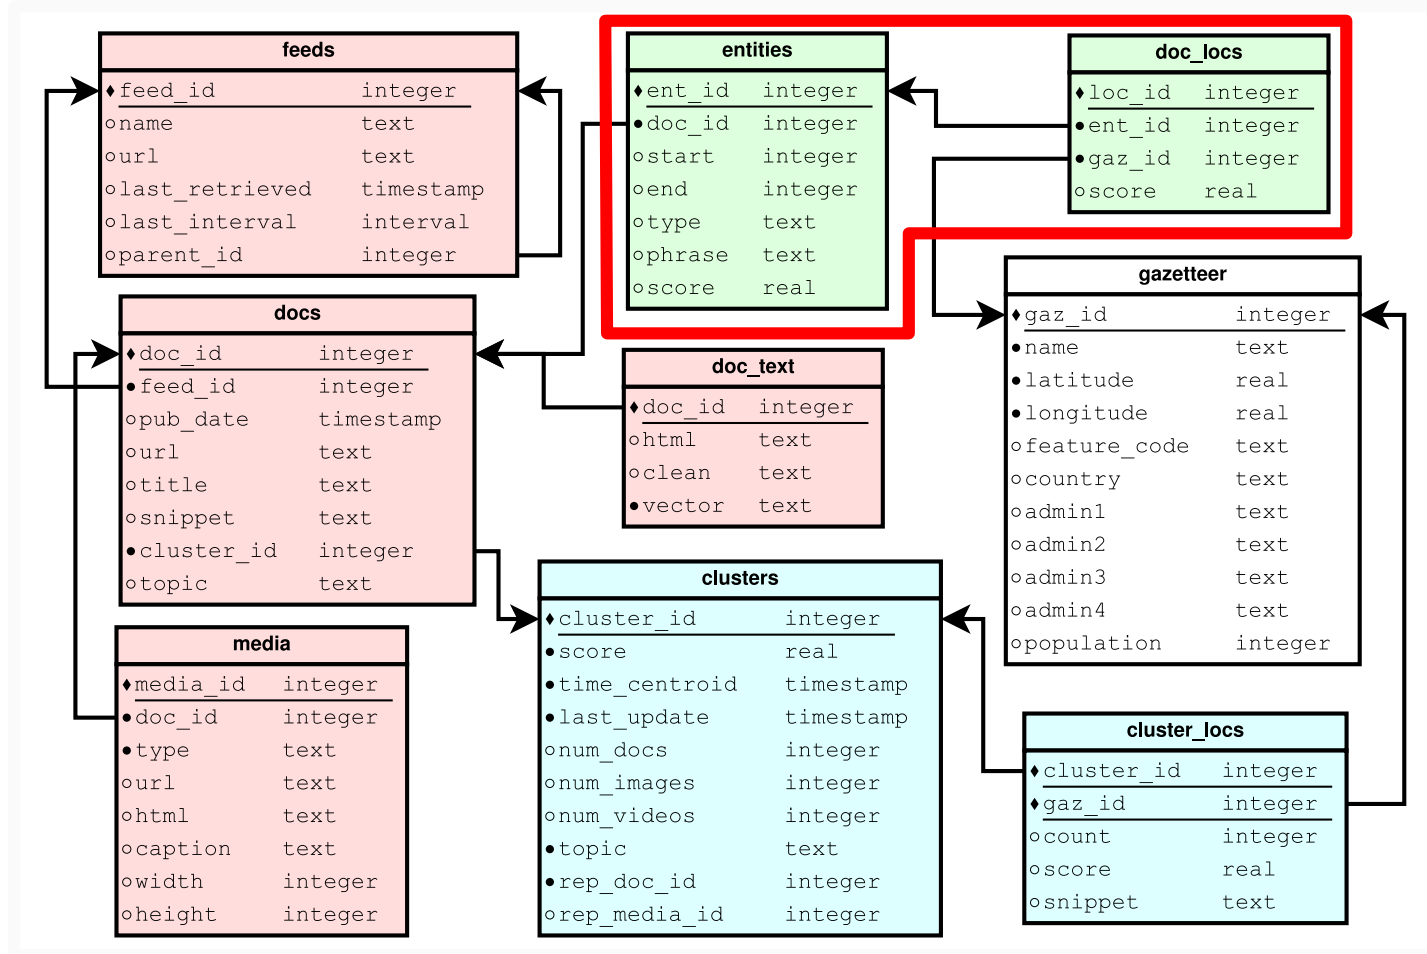 feeds
feed_id integer
name text
url text
last_retrieved timestamp
last_interval interval
parent_id integer
entities
ent_id integer
doc_id integer
start integer
end integer
type text
phrase text
score real
doc_locs
loc_id integer
ent_id integer
gaz_id integer
score real
docs
doc_id integer
feed_id integer
pub_date timestamp
url text
title text
snippet text
cluster_id integer
topic text
doc_text
doc_id integer
html text
clean text
vector text
gazetteer
gaz_id integer
name text
latitude real
longitude real
feature_code text
country text
admin1 text
admin2 text
admin3 text
admin4 text
population integer
media
media_id integer
doc_id integer
type text
url text
html text
caption text
width integer
height integer
clusters
cluster_id integer
score real
time_centroid timestamp
last_update timestamp
num_docs integer
num_images integer
num_videos integer
topic text
rep_doc_id integer
rep_media_id integer
cluster_locs
cluster_id integer
gaz_id integer
count integer
score real
snippet text